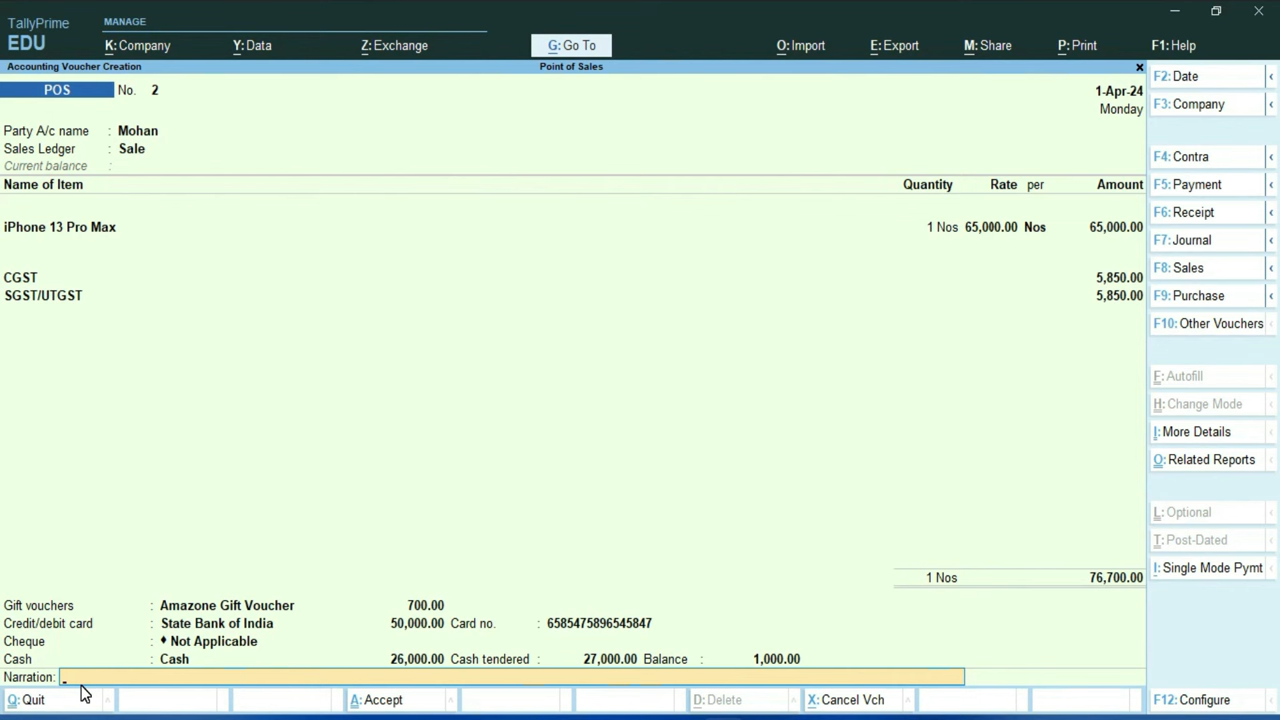 TallyPrime
EDU
MANAGE
K: Company
Y: Data
Z: Exchange
G: Go To
O: Import
E: Export
M: Share
P: Print
F1: Help
Accounting Voucher Creation
Point of Sales
POS No. 2
1-Apr-24
Monday
Party A/c name : Mohan
Sales Ledger : Sale
Current balance :
Name of Item Quantity Rate per Amount
iPhone 13 Pro Max 1 Nos 65,000.00 Nos 65,000.00
CGST 5,850.00
SGST/UTGST 5,850.00
1 Nos 76,700.00
Gift vouchers : Amazone Gift Voucher 700.00
Credit/debit card : State Bank of India 50,000.00 Card no. : 6585475896545847
Cheque : ♦ Not Applicable
Cash : Cash 26,000.00 Cash tendered : 27,000.00 Balance : 1,000.00
Narration:
Q: Quit
A: Accept
D: Delete
X: Cancel Vch
F2: Date
F3: Company
F4: Contra
F5: Payment
F6: Receipt
F7: Journal
F8: Sales
F9: Purchase
F10: Other Vouchers
F: Autofill
H: Change Mode
I: More Details
O: Related Reports
L: Optional
T: Post-Dated
I: Single Mode Pymt
F12: Configure